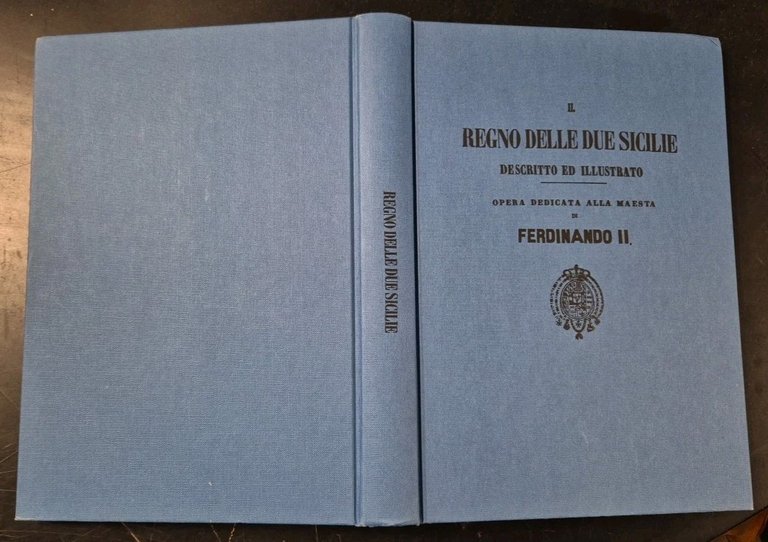 REGNO DELLE DUE SICILIE
IL
REGNO DELLE DUE SICILIE
DESCRITTO ED ILLUSTRATO
OPERA DEDICATA ALLA MAESTA
DI
FERDINANDO II.